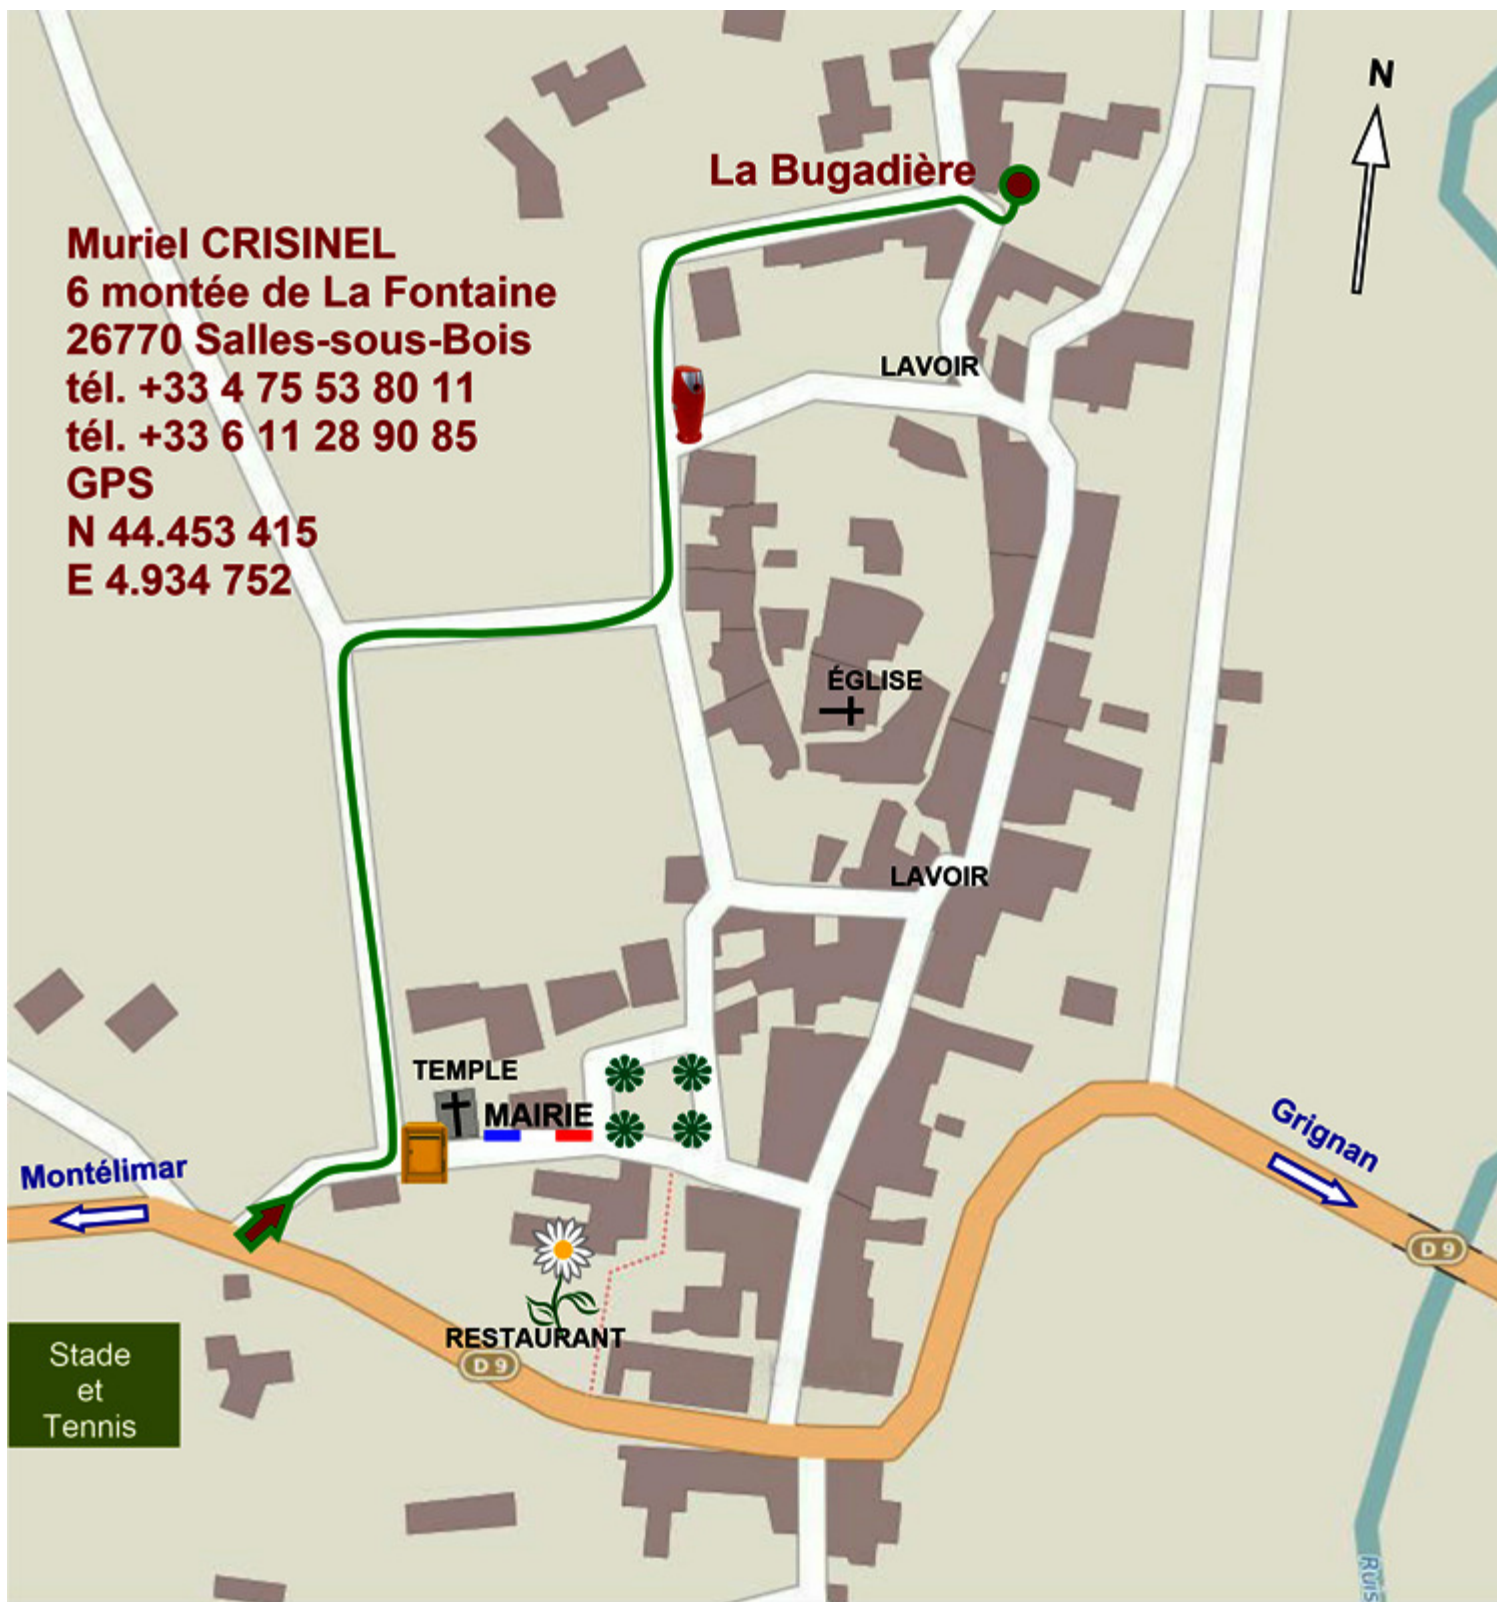 N
La Bugadière
Muriel CRISINEL
6 montée de La Fontaine
26770 Salles-sous-Bois
tél. +33 4 75 53 80 11
tél. +33 6 11 28 90 85
GPS
N 44.453 415
E 4.934 752
LAVOIR
ÉGLISE
LAVOIR
TEMPLE
MAIRIE
Montélimar
Grignan
D 9
RESTAURANT
D 9
Stade
et
Tennis
Ruis